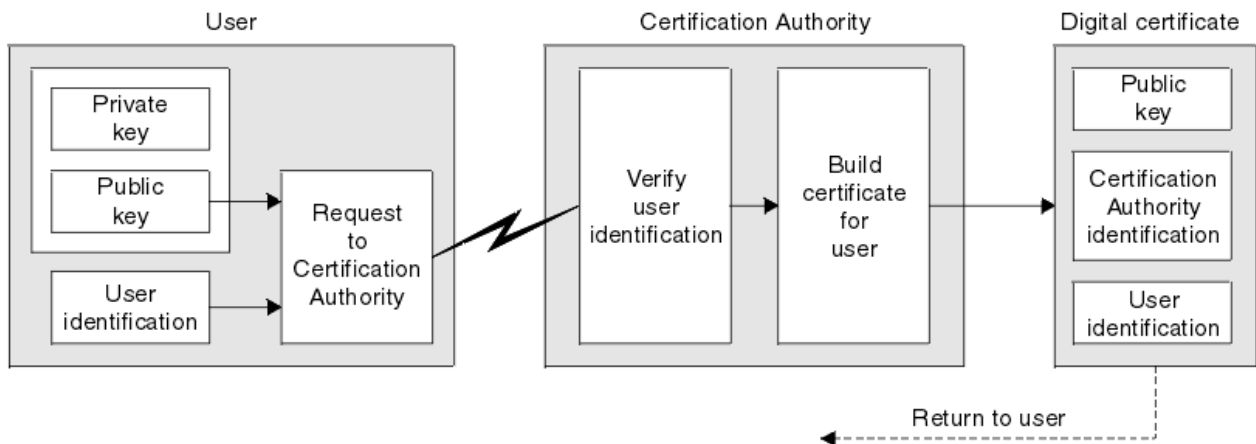 User
Certification Authority
Digital certificate
Private
key
Public
key
User
identification
Request
to
Certification
Authority
Verify
user
identification
Build
certificate
for
user
Public
key
Certification
Authority
identification
User
identification
Return to user